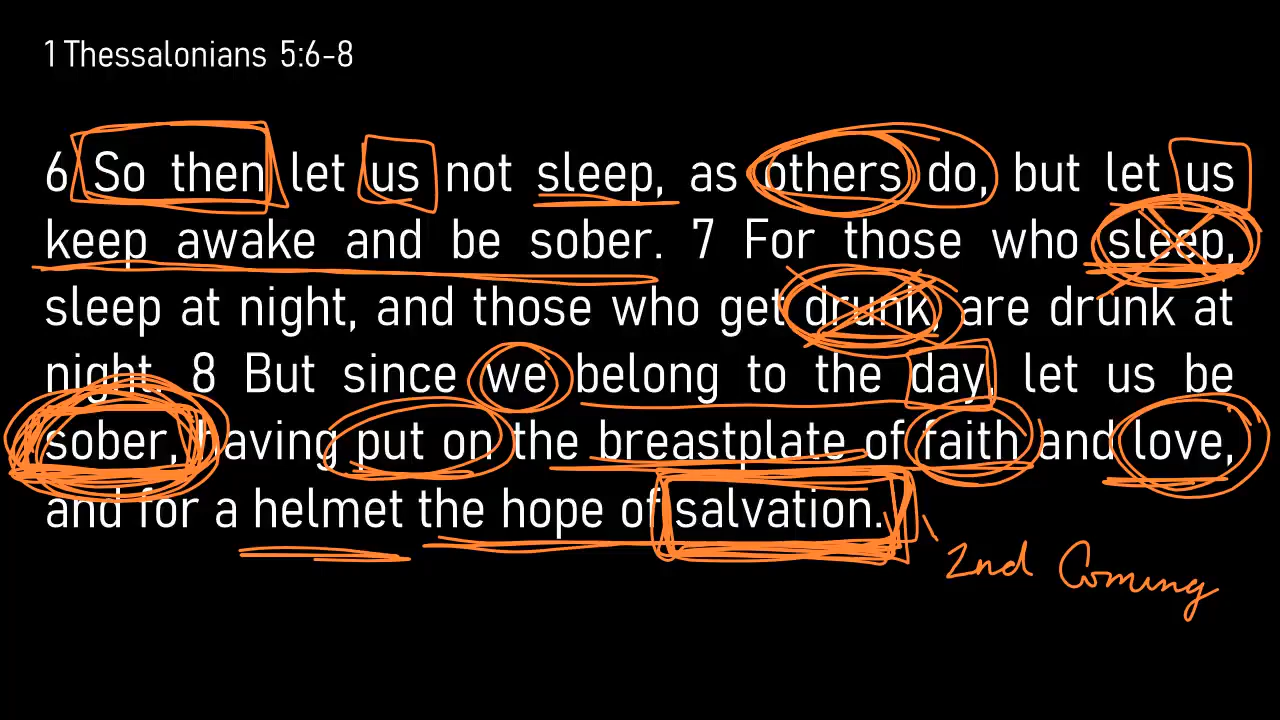 1 Thessalonians 5:6-8
6 So then let us not sleep, as others do, but let us
keep awake and be sober. 7 For those who sleep,
sleep at night, and those who get drunk, are drunk at
night. 8 But since we belong to the day, let us be
sober, having put on the breastplate of faith and love,
and for a helmet the hope of salvation.
2nd Coming